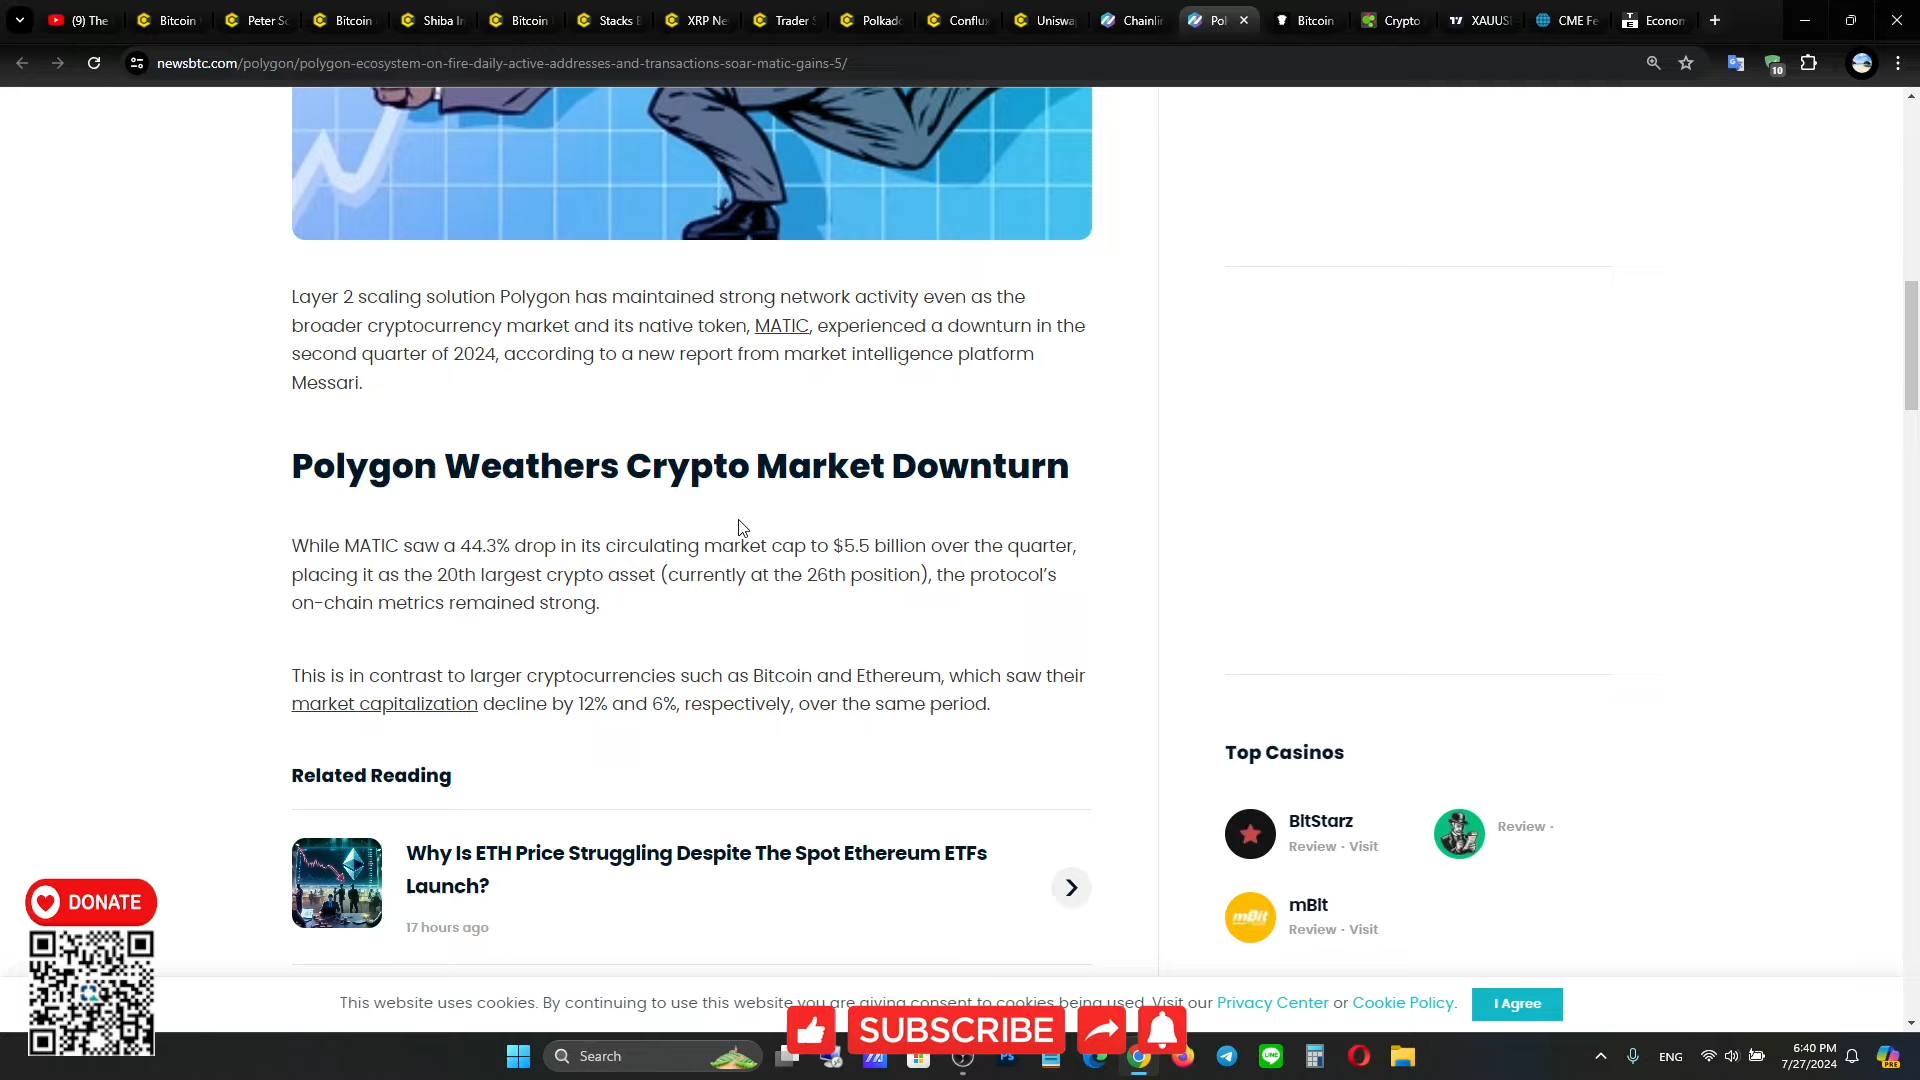 (9) The
Bitcoin
Peter Sc
Bitcoin
Shiba In
Bitcoin
Stacks
XRP Ne
Trader
Polkado
Conflux
Uniswa
Chainlin
Pol
Bitcoin
Crypto
XAUUS
CME Fe
Econom
newsbtc.com/polygon/polygon-ecosystem-on-fire-daily-active-addresses-and-transactions-soar-matic-gains-5/
10
Layer 2 scaling solution Polygon has maintained strong network activity even as the
broader cryptocurrency market and its native token, MATIC, experienced a downturn in the
second quarter of 2024, according to a new report from market intelligence platform
Messari.
Polygon Weathers Crypto Market Downturn
While MATIC saw a 44.3% drop in its circulating market cap to $5.5 billion over the quarter,
placing it as the 20th largest crypto asset (currently at the 26th position), the protocol's
on-chain metrics remained strong.
This is in contrast to larger cryptocurrencies such as Bitcoin and Ethereum, which saw their
market capitalization decline by 12% and 6%, respectively, over the same period.
Related Reading
Why Is ETH Price Struggling Despite The Spot Ethereum ETFs
Launch?
17 hours ago
Top Casinos
BitStarz
Review · Visit
Review ·
mBit
mBit
Review · Visit
DONATE
This website uses cookies. By continuing to use this website you are giving consent to cookies being used. Visit our Privacy Center or Cookie Policy.
I Agree
SUBSCRIBE
Search
ENG
6:40 PM
7/27/2024